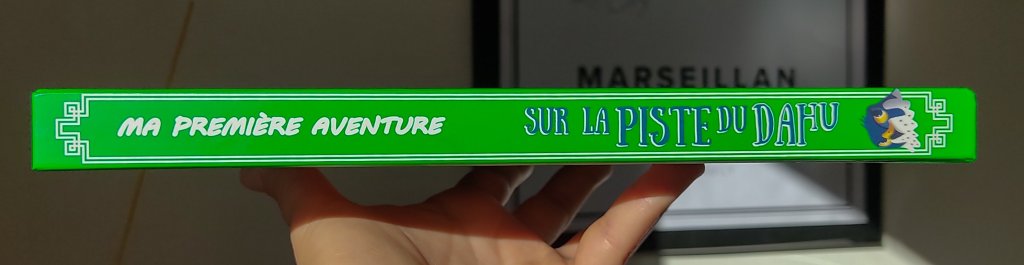 MARSEILLAN
MA PREMIÈRE AVENTURE SUR LA PISTE DU DAHU